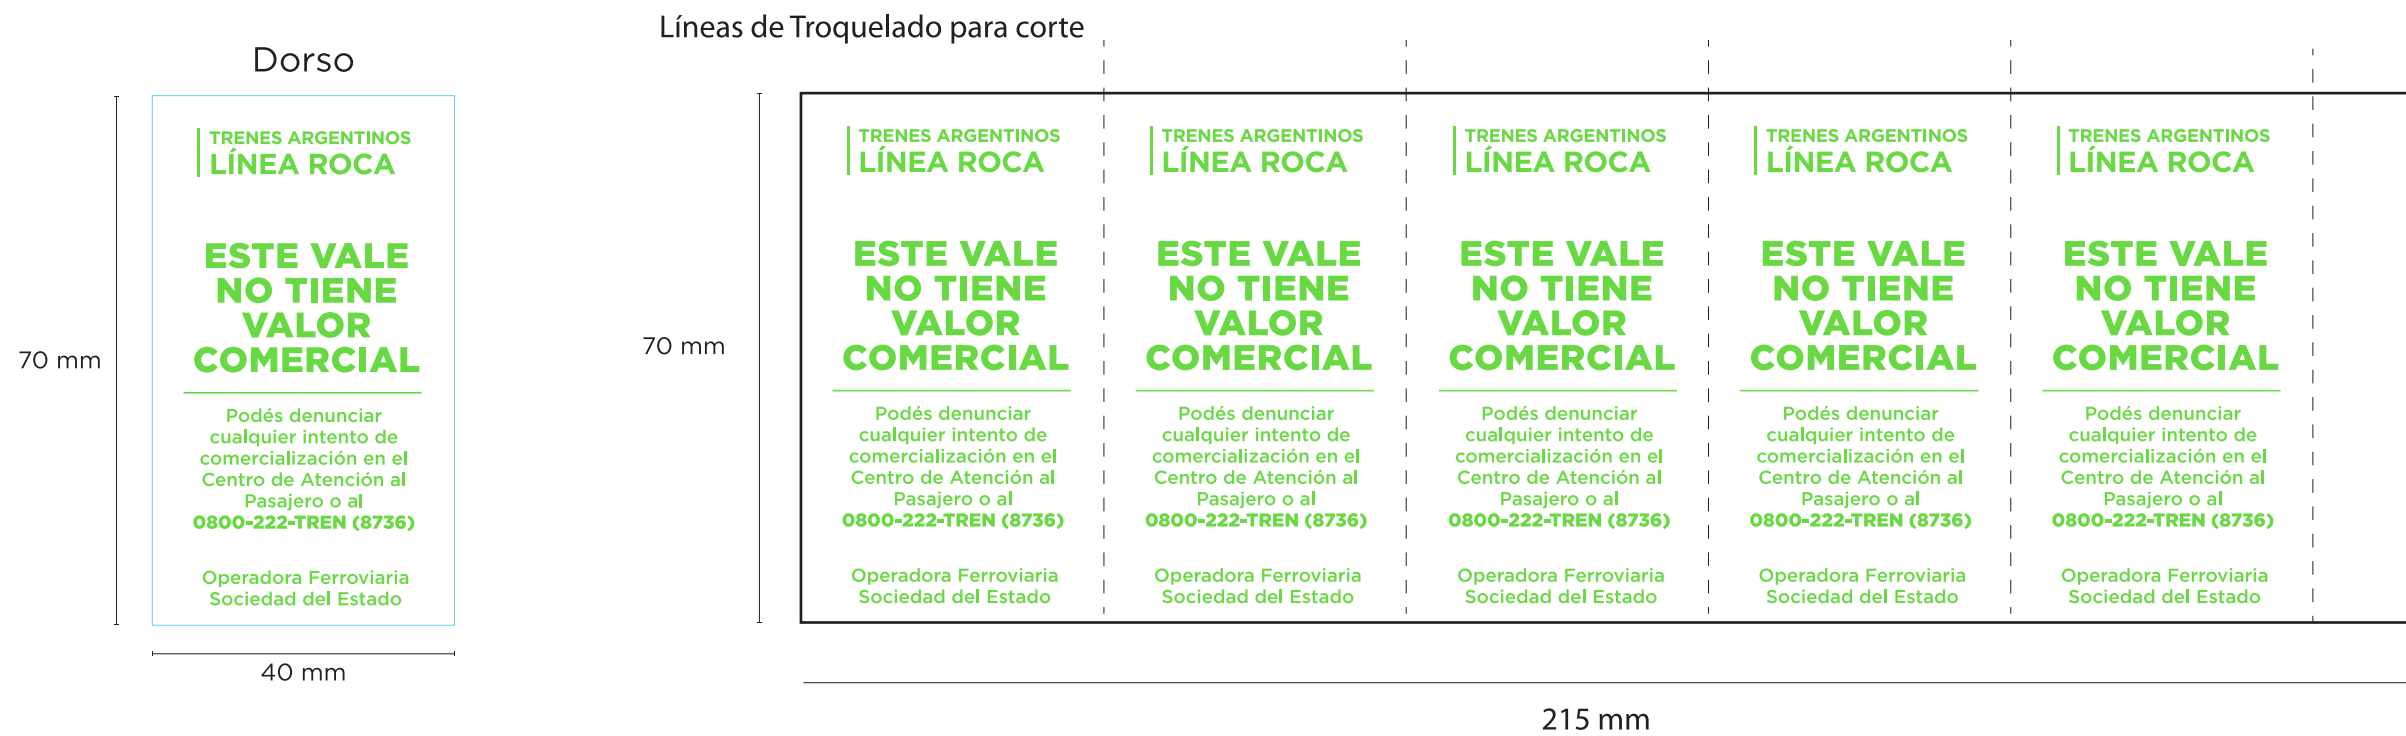 Dorso
TRENES ARGENTINOS
LÍNEA ROCA
ESTE VALE
NO TIENE
VALOR
COMERCIAL
Podés denunciar
cualquier intento de
comercialización en el
Centro de Atención al
Pasajero o al
0800-222-TREN (8736)
Operadora Ferroviaria
Sociedad del Estado
70 mm
40 mm
Líneas de Troquelado para corte
70 mm
TRENES ARGENTINOS
LÍNEA ROCA
ESTE VALE
NO TIENE
VALOR
COMERCIAL
Podés denunciar
cualquier intento de
comercialización en el
Centro de Atención al
Pasajero o al
0800-222-TREN (8736)
Operadora Ferroviaria
Sociedad del Estado
TRENES ARGENTINOS
LÍNEA ROCA
ESTE VALE
NO TIENE
VALOR
COMERCIAL
Podés denunciar
cualquier intento de
comercialización en el
Centro de Atención al
Pasajero o al
0800-222-TREN (8736)
Operadora Ferroviaria
Sociedad del Estado
TRENES ARGENTINOS
LÍNEA ROCA
ESTE VALE
NO TIENE
VALOR
COMERCIAL
Podés denunciar
cualquier intento de
comercialización en el
Centro de Atención al
Pasajero o al
0800-222-TREN (8736)
Operadora Ferroviaria
Sociedad del Estado
TRENES ARGENTINOS
LÍNEA ROCA
ESTE VALE
NO TIENE
VALOR
COMERCIAL
Podés denunciar
cualquier intento de
comercialización en el
Centro de Atención al
Pasajero o al
0800-222-TREN (8736)
Operadora Ferroviaria
Sociedad del Estado
TRENES ARGENTINOS
LÍNEA ROCA
ESTE VALE
NO TIENE
VALOR
COMERCIAL
Podés denunciar
cualquier intento de
comercialización en el
Centro de Atención al
Pasajero o al
0800-222-TREN (8736)
Operadora Ferroviaria
Sociedad del Estado
215 mm